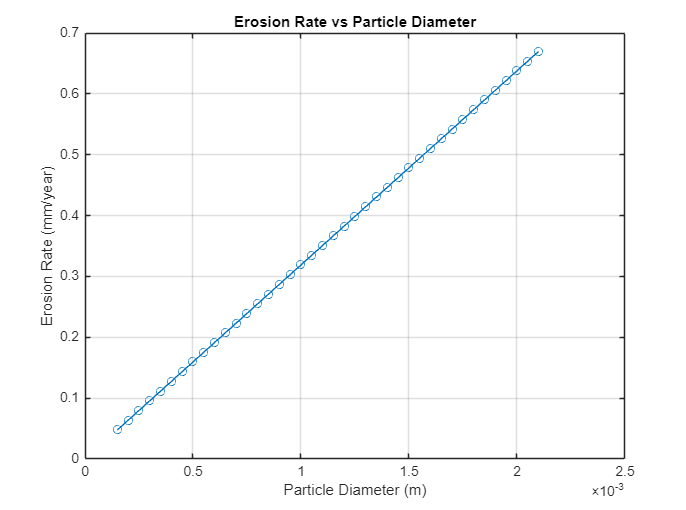 Erosion Rate vs Particle Diameter
0.7
0.6
0.5
0.4
0.3
0.2
0.1
0
Erosion Rate (mm/year)
0 0.5 1 1.5 2 2.5
Particle Diameter (m)
×10⁻³